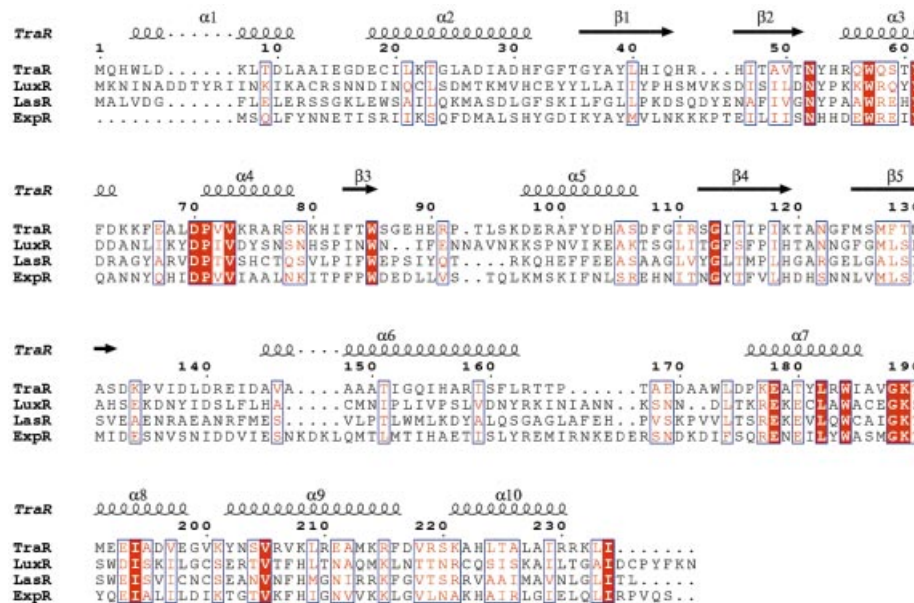 TraR α1 α2 β1 β2 α3
1 10 20 30 40 50 60
TraR MQHWLD......KLTDLAAIEGDECILKTGLADIADHFGFTGYAYLHIQHR...HITAVTNYHRQWQST
LuxR MKNINADDTYRIINKIKACRSNNDINQCLSDMTKMVHCEYYLLAIIYPHSMVKSDISILDNYPKKWRQY
LasR MALVDG......FLELERSSGKLEWSAILQKMASDLGFSKILFGLLPKDSQDYENAFIVGNYPAAWREH
ExpR ............MSQLFYNNETISRIIKSQFDMALSHYGDIKYAYMVLNKKKPTEILIISNHHDEWREI
TraR α4 β3 α5 β4 β5
70 80 90 100 110 120 130
TraR FDKKFEALDPVVKRARSRKHIFTWSGEHERP.TLSKDERAFYDHASDFGIRSGITIPIKTANGFMSMFT
LuxR DDANLIKYDPIVDYSNSNHSPINWN..IFENNAVNKKSPNVIKEAKTSGLITGFSFPIHTANNGFGMLS
LasR DRAGYARVDPTVSHCTQSVLPIFWEPSIYQT....RKQHEFFEEASAAGLVYGLTMPLHGARGELGALS
ExpR QANNYQHIDPVVIAALNKITPFPWDEDLLVS..TQLKMSKIFNLSREHNITNGYTFVLHDHSNNLVMLS
TraR α6 α7
140 150 160 170 180 190
TraR ASDKPVIDLDREIDAVA....AAATIGQIHARISFLRTTP.....TAEDAAWLDPKEATYLRWIAVGK
LuxR AHSEKDNYIDSLFLHA.....CMNIPLIVPSLVDNYRKINIANN..KSNN.DLTKREKECLAWACEGK
LasR SVEAENRAEANRFMES.....VLPTLWMLKDYALQSGAGLAFEH..PVSKPVVLTSREKEVLQWCAIGK
ExpR MIDESNVSNIDDVIESNKDKLQMTLMTIHAETISLYREMIRNKEDERSNDKDIFSQRENEILYWASMGK
TraR α8 α9 α10
200 210 220 230
TraR MEEIADVEGVKYNSVRVKLREAMKRFDVRSKAHLTALAIRRKLI.......
LuxR SWDISKILGCSERTVTFHLTNAQMKLNTTNRCQSISKAILTGAIDCPYFKN
LasR SWEISVICNCSEANVNFHMGNIRRKFGVTSRRVAAIMAVNLGLITL.....
ExpR YQEIALILDIKTGTVKFHIGNVVKKLGVLNAKHAIRLGIELQLIRPVQS..